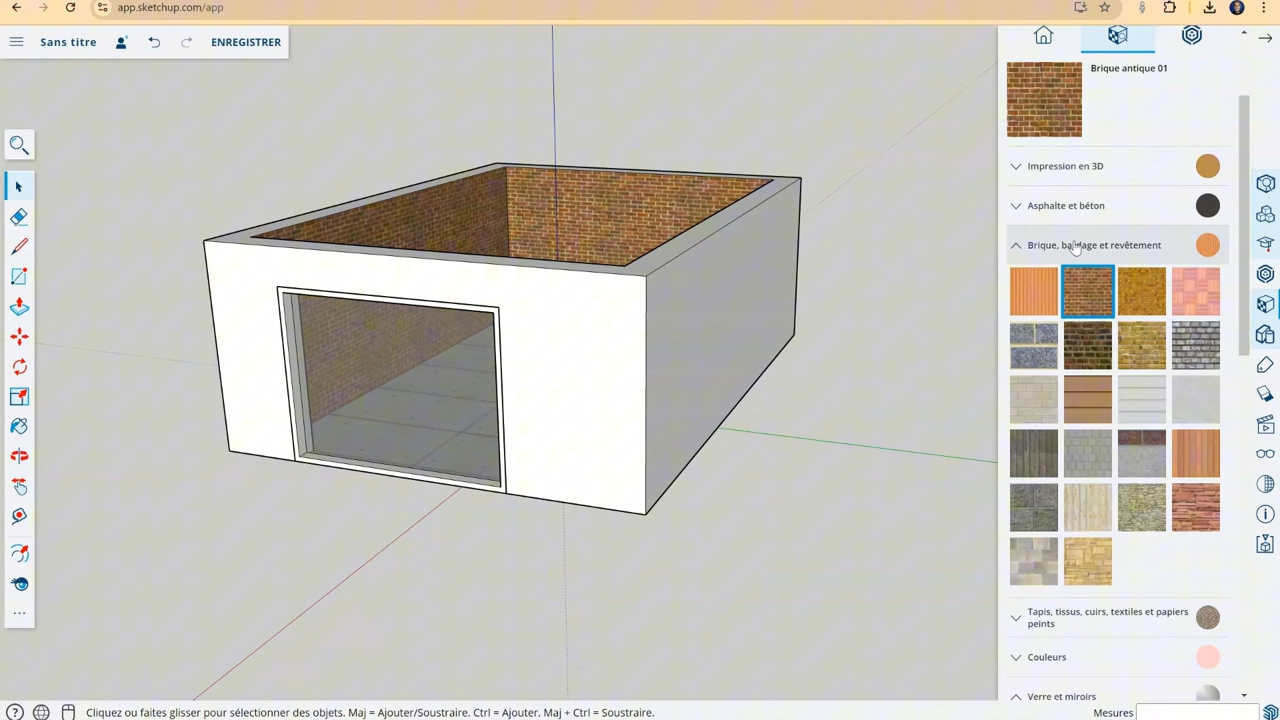 app.sketchup.com/app
Sans titre
ENREGISTRER
Brique antique 01
Impression en 3D
Asphalte et béton
Brique, bardage et revêtement
Tapis, tissus, cuirs, textiles et papiers
peints
Couleurs
Verre et miroirs
Cliquez ou faites glisser pour sélectionner des objets. Maj = Ajouter/Soustraire. Ctrl = Ajouter. Maj + Ctrl = Soustraire.
Mesures